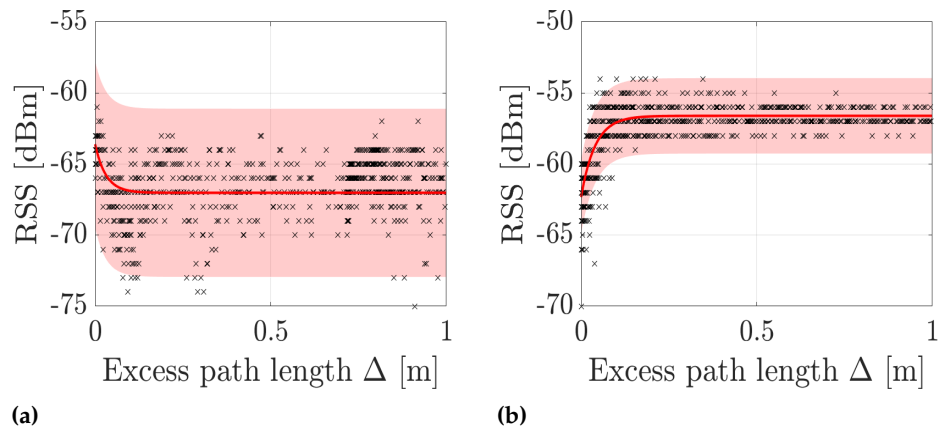 -55
-60
-65
-70
-75
RSS [dBm]
0
0.5
1
Excess path length Δ [m]
(a)
-50
-55
-60
-65
-70
RSS [dBm]
0
0.5
1
Excess path length Δ [m]
(b)